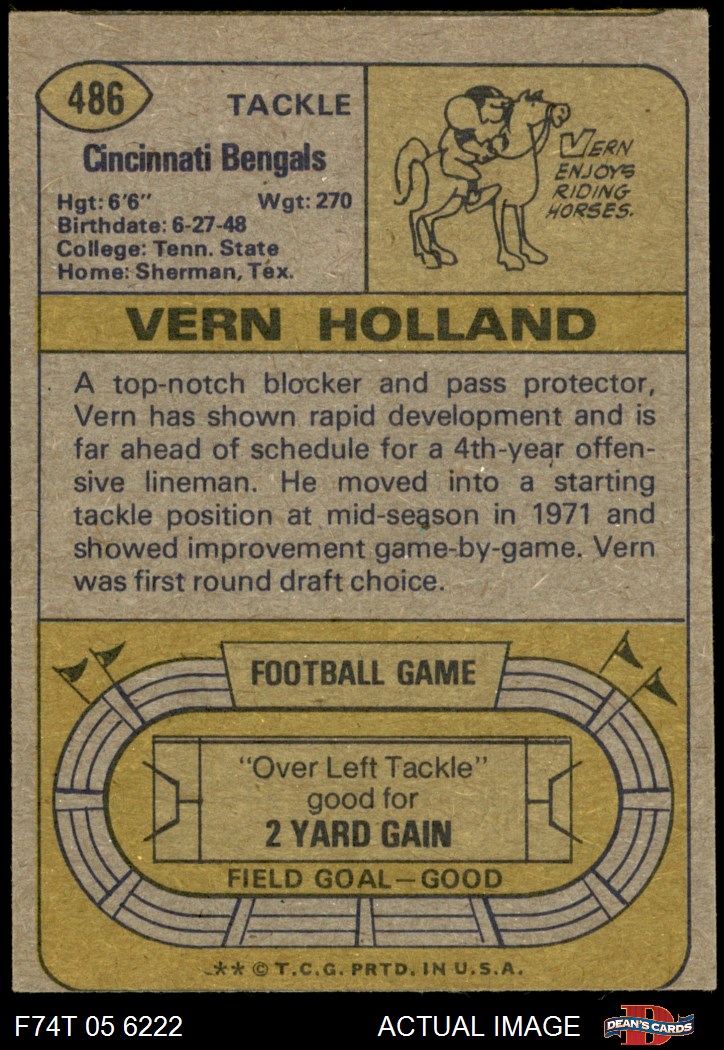 486
TACKLE
Cincinnati Bengals
Hgt: 6'6" Wgt: 270
Birthdate: 6-27-48
College: Tenn. State
Home: Sherman, Tex.
VERN
ENJOYS
RIDING
HORSES.
VERN HOLLAND
A top-notch blocker and pass protector,
Vern has shown rapid development and is
far ahead of schedule for a 4th-year offen-
sive lineman. He moved into a starting
tackle position at mid-season in 1971 and
showed improvement game-by-game. Vern
was first round draft choice.
FOOTBALL GAME
"Over Left Tackle"
good for
2 YARD GAIN
FIELD GOAL—GOOD
** © T.C.G. PRTD. IN U.S.A.
F74T 05 6222 ACTUAL IMAGE
D
DEAN'S CARDS